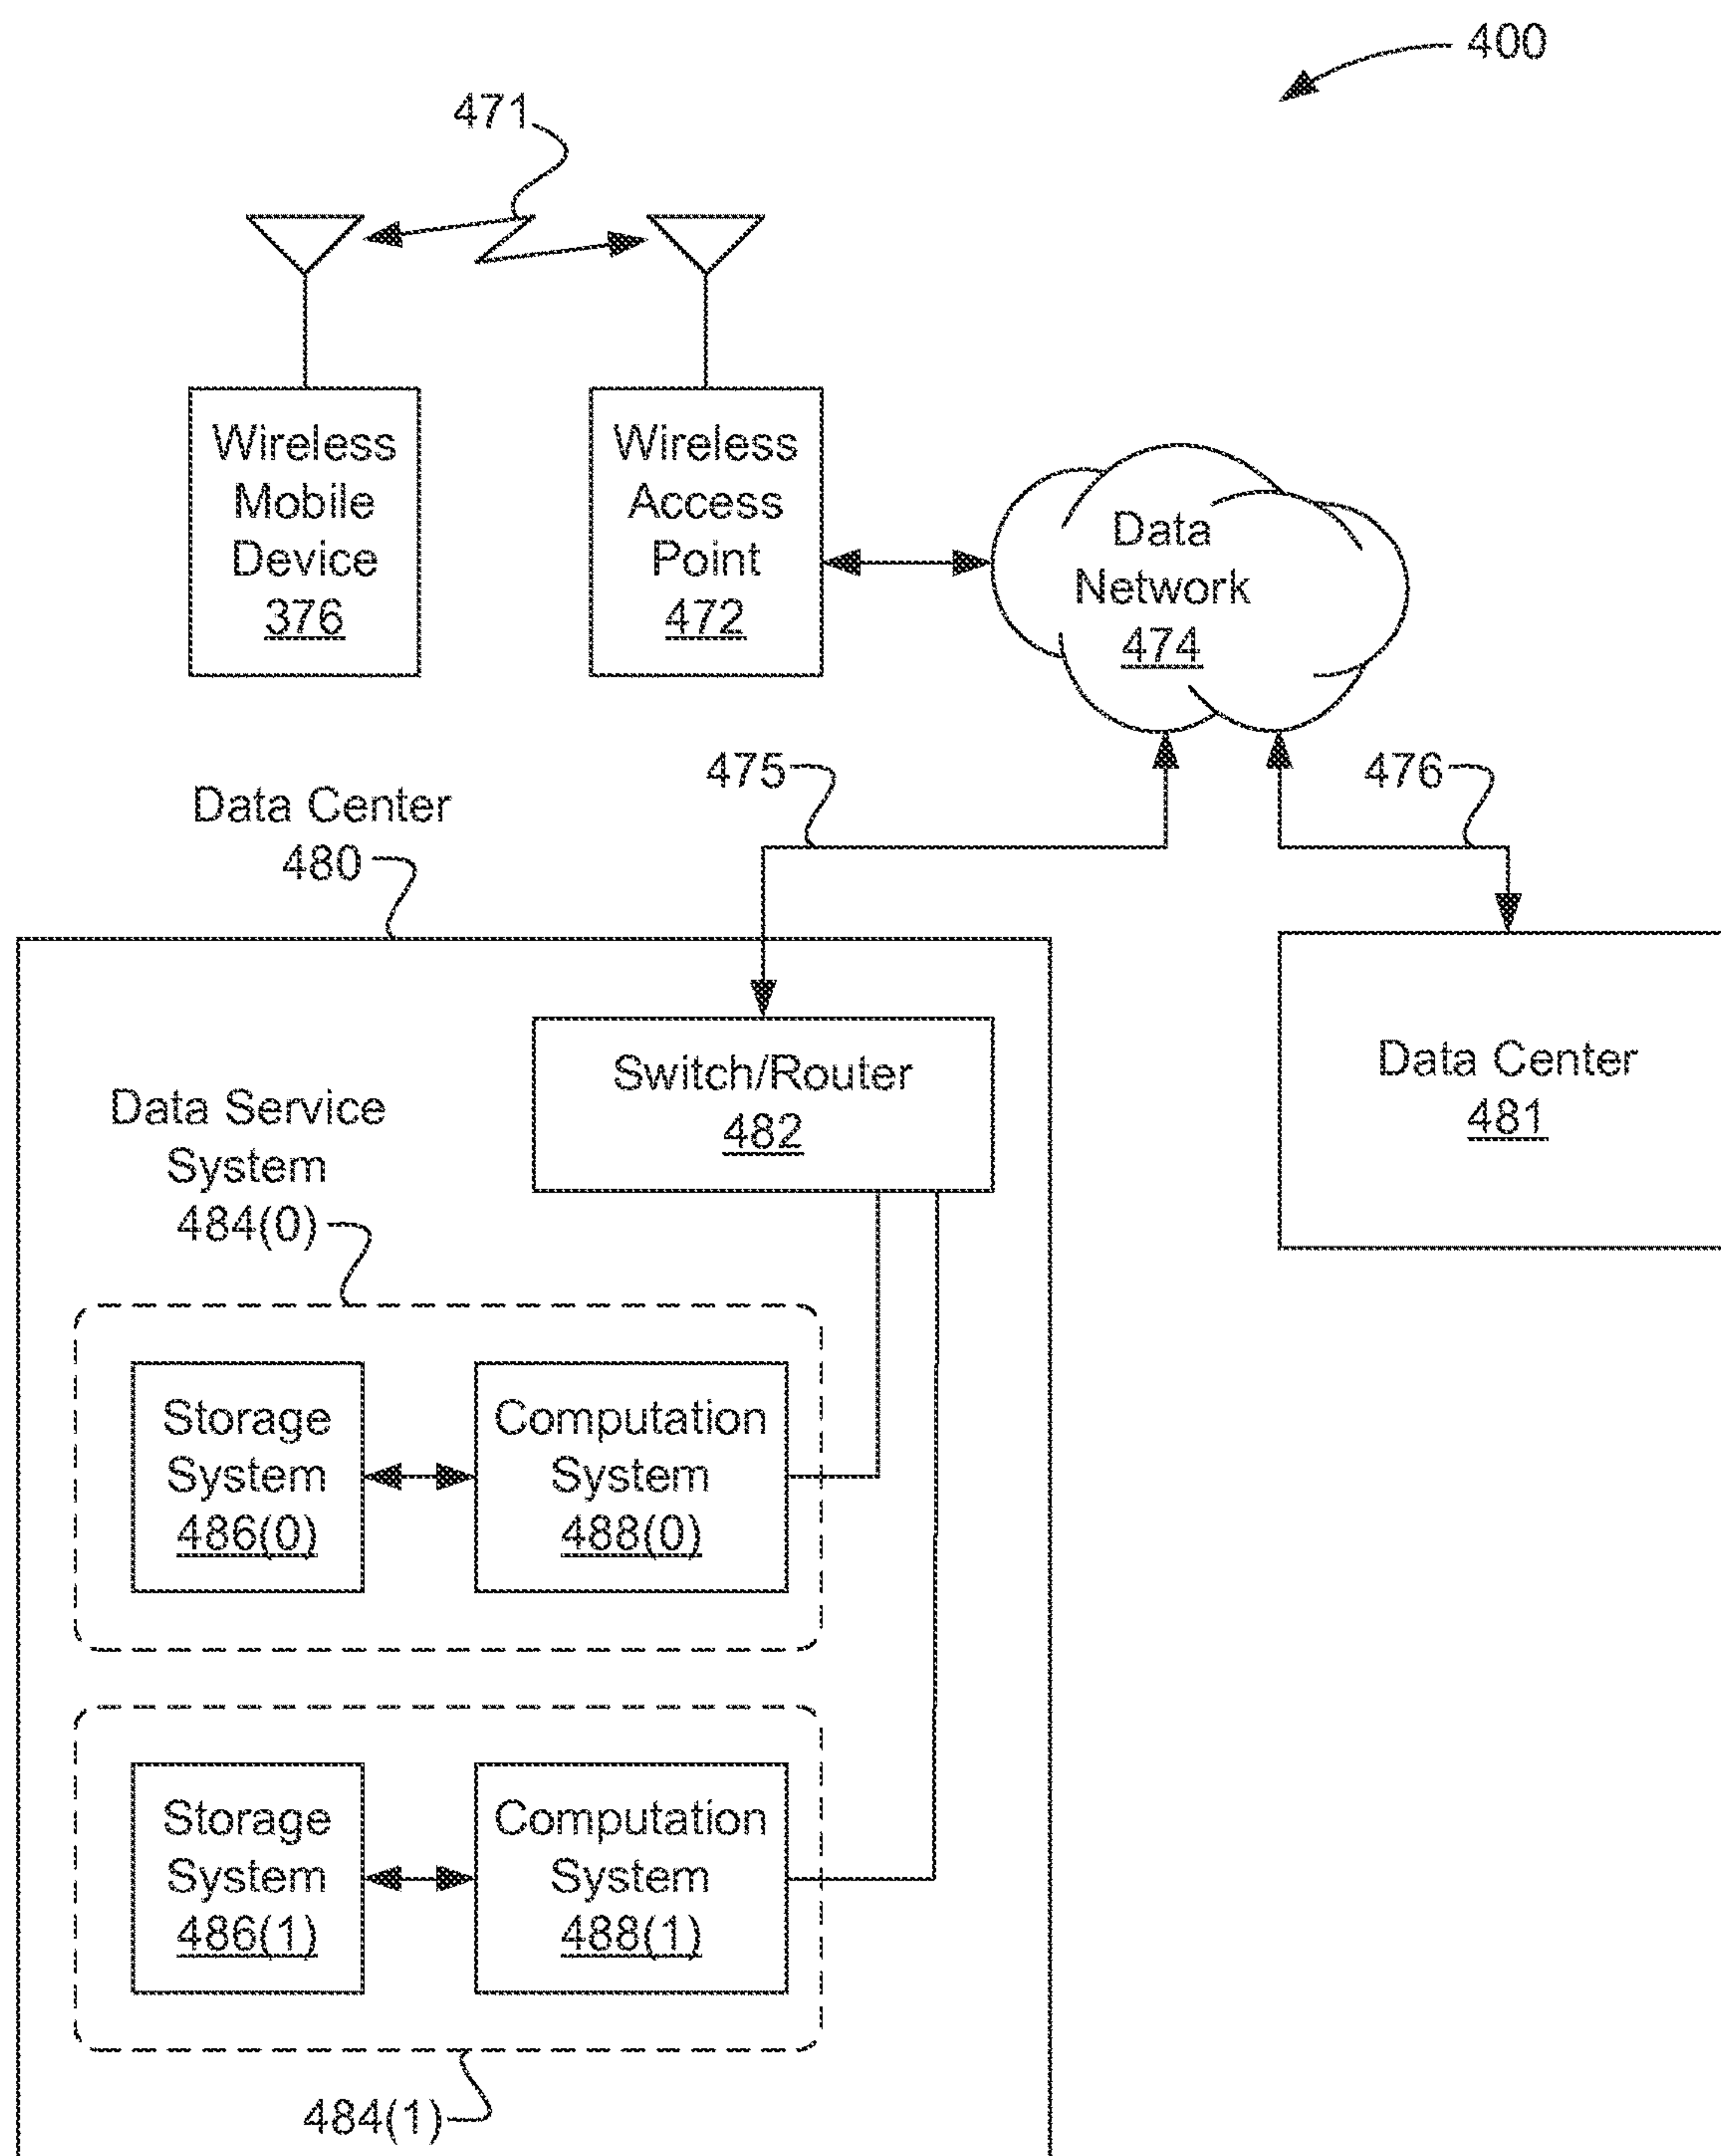 400
471
Wireless
Mobile
Device
376
Wireless
Access
Point
472
Data
Network
474
475
476
Data Center
480
Switch/Router
482
Data Center
481
Data Service
System
484(0)
Storage
System
486(0)
Computation
System
488(0)
Storage
System
486(1)
Computation
System
488(1)
484(1)